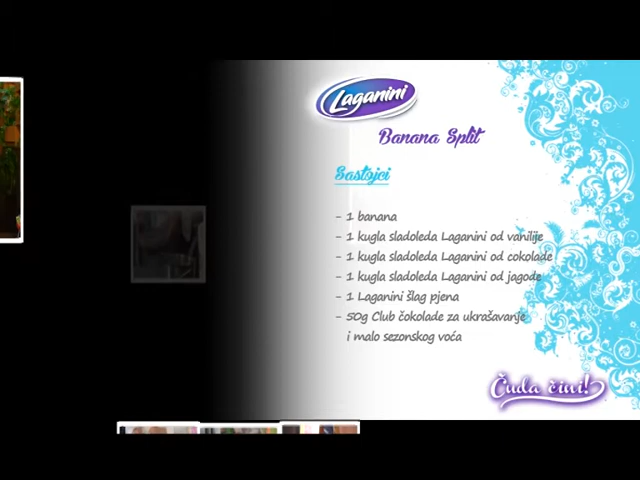 Laganini
Banana Split
Sastojci
- 1 banana
- 1 kugla sladoleda Laganini od vanilije
- 1 kugla sladoleda Laganini od cokolade
- 1 kugla sladoleda Laganini od jagode
- 1 Laganini šlag pjena
- 50g Club čokolade za ukrašavanje
i malo sezonskog voća
Čuda čini!